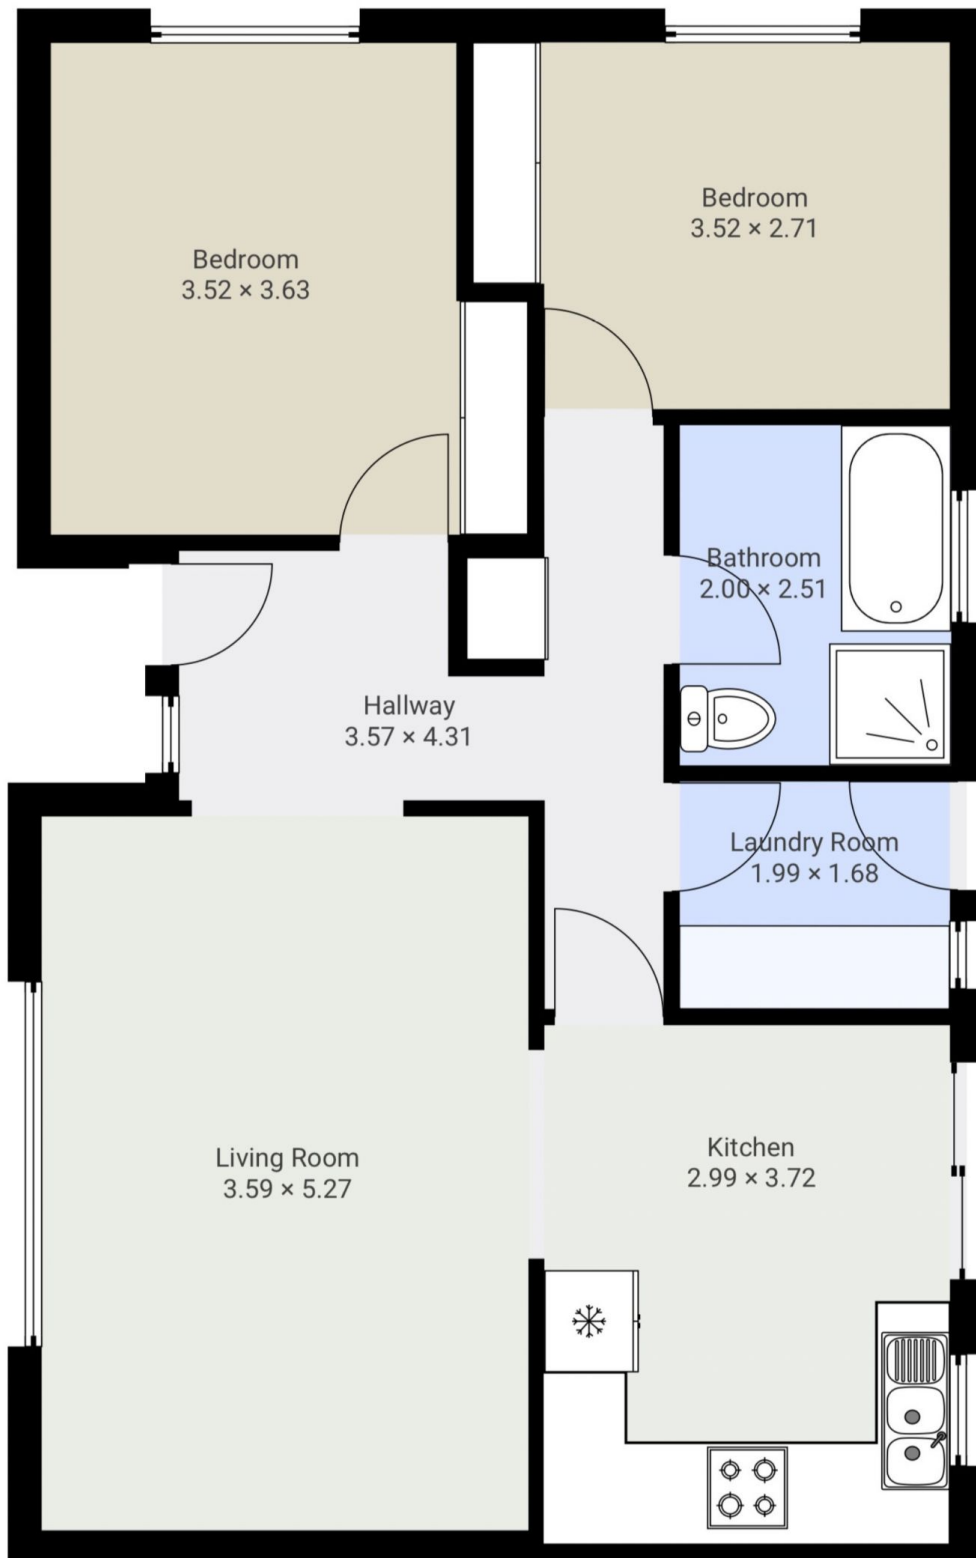 Bedroom
3.52 × 2.71
Bedroom
3.52 × 3.63
Bathroom
2.00 × 2.51
Hallway
3.57 × 4.31
Laundry Room
1.99 × 1.68
Living Room
3.59 × 5.27
Kitchen
2.99 × 3.72